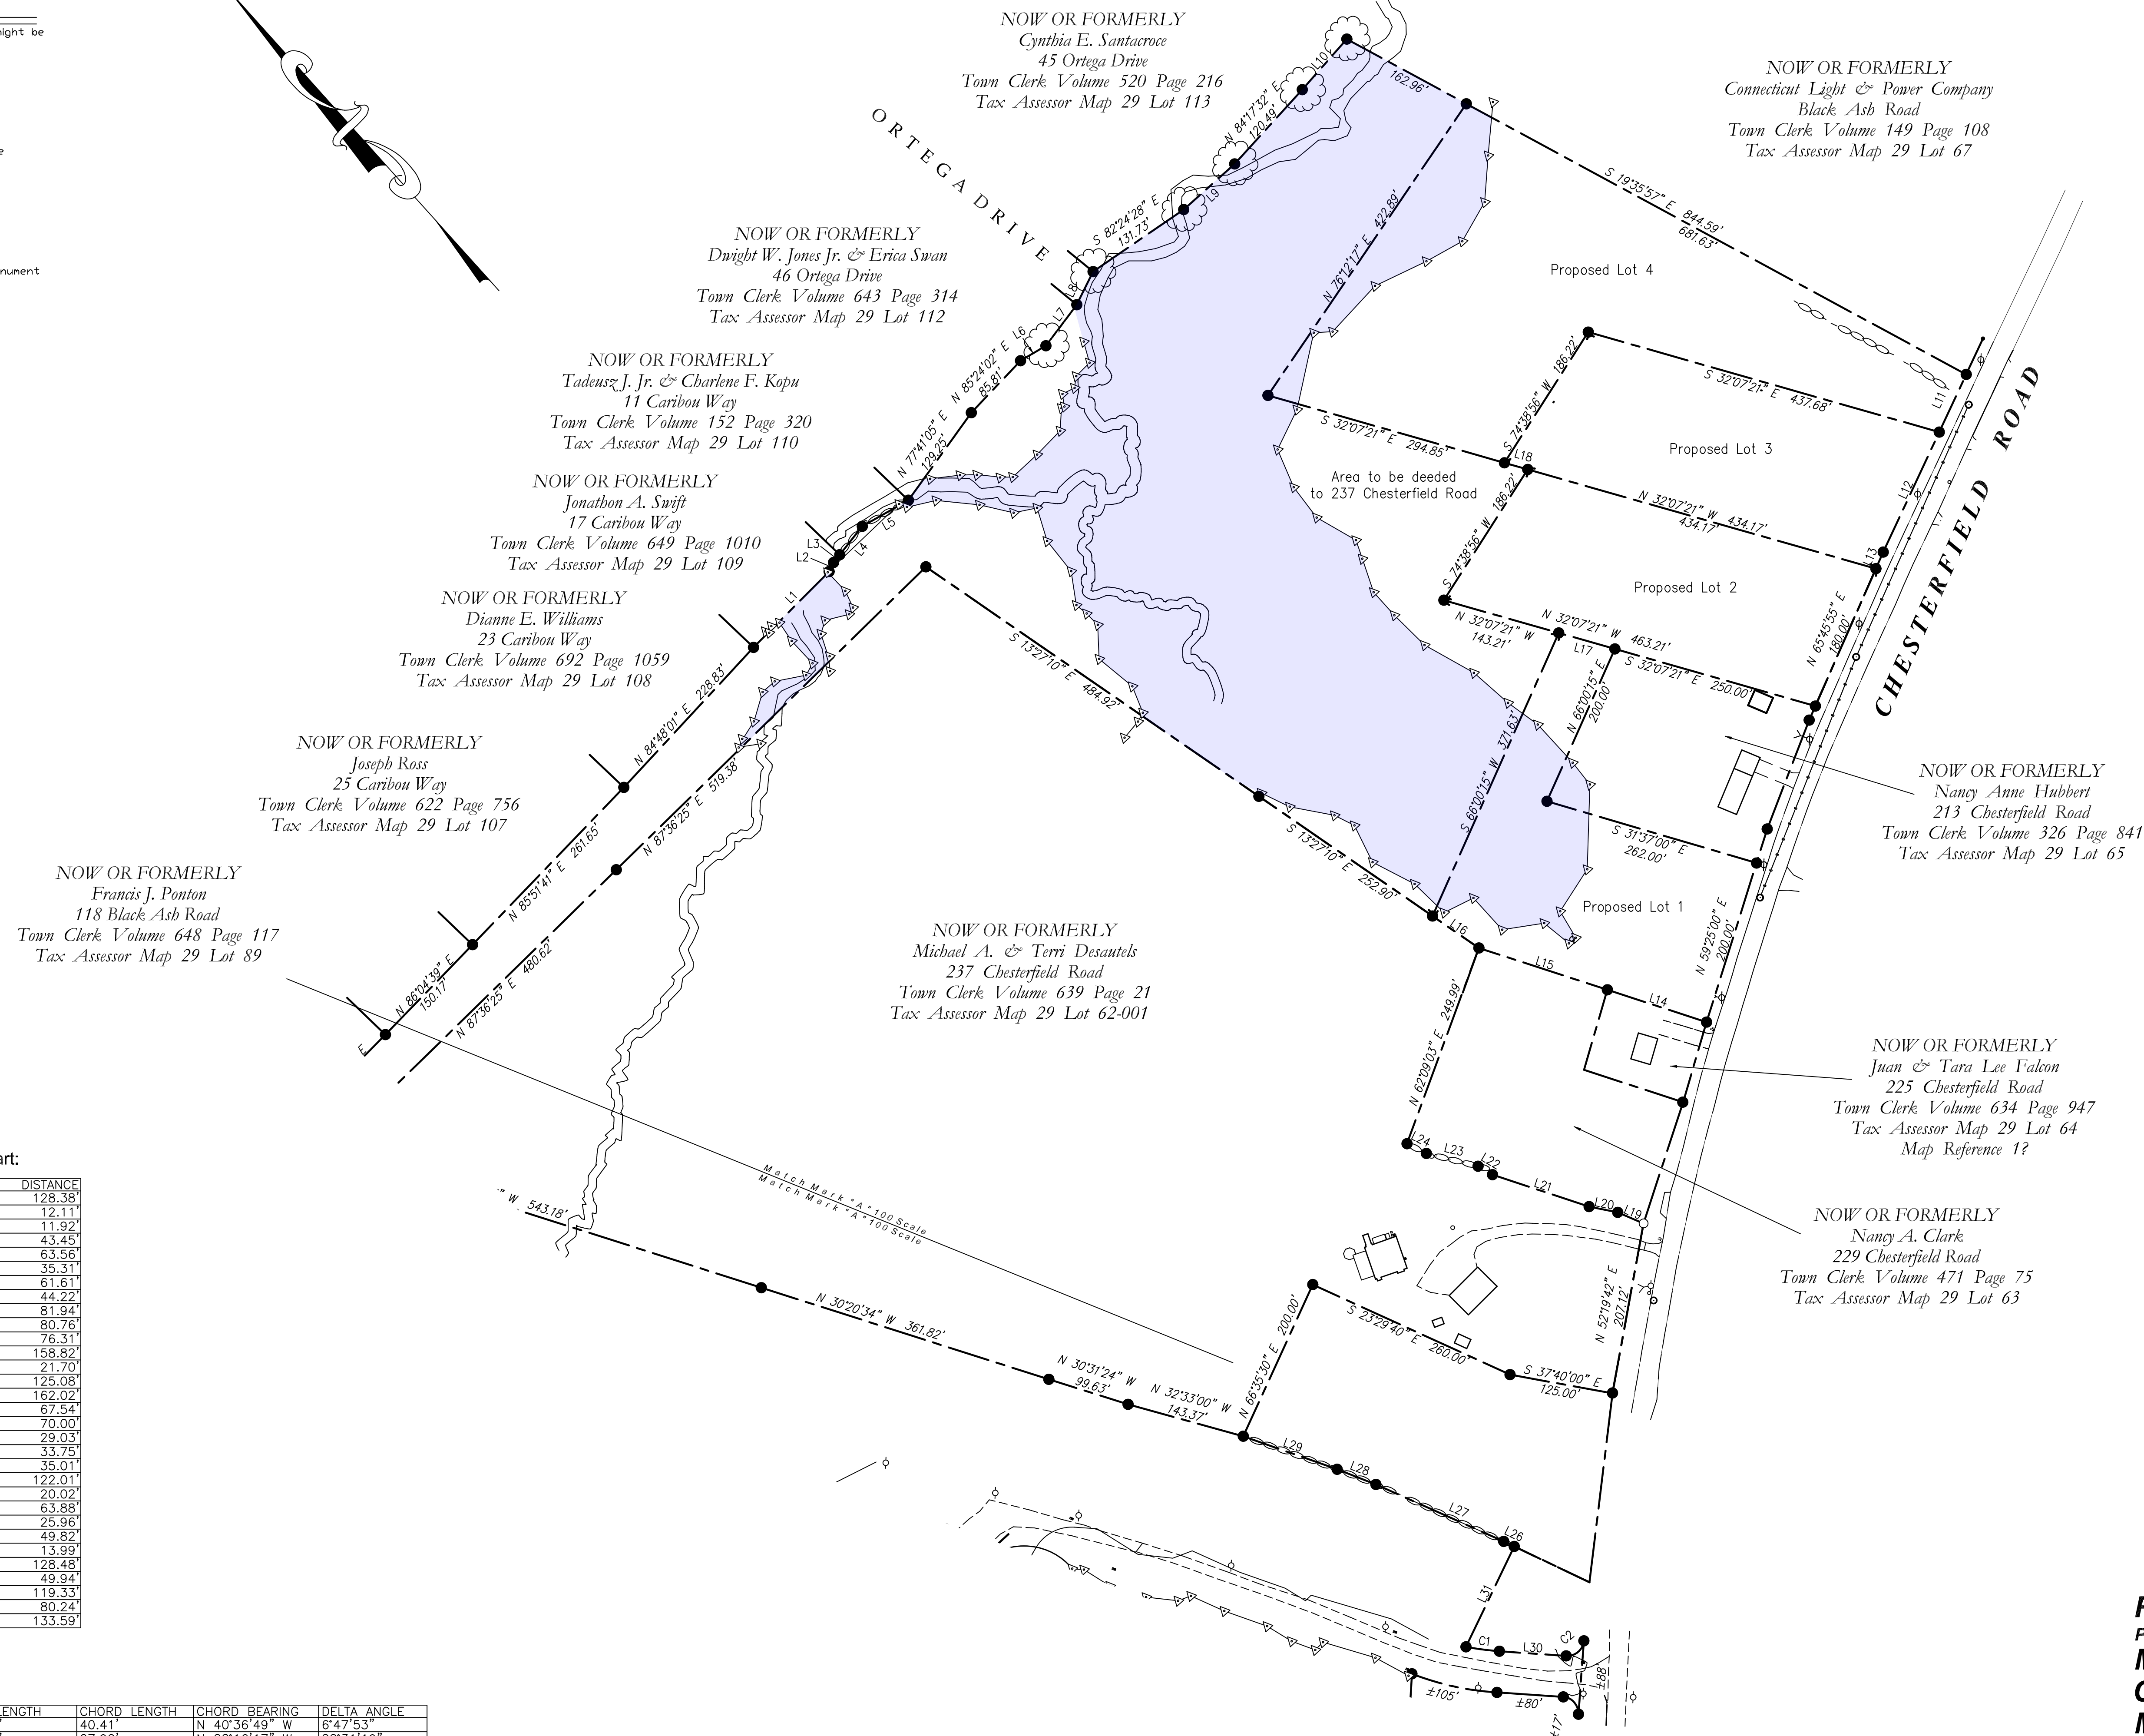 ight be
e
nument
NOW OR FORMERLY
Cynthia E. Santacroce
45 Ortega Drive
Town Clerk Volume 520 Page 216
Tax Assessor Map 29 Lot 113
NOW OR FORMERLY
Connecticut Light & Power Company
Black Ash Road
Town Clerk Volume 149 Page 108
Tax Assessor Map 29 Lot 67
ORTEGA DRIVE
NOW OR FORMERLY
Dwight W. Jones Jr. & Erica Swan
46 Ortega Drive
Town Clerk Volume 643 Page 314
Tax Assessor Map 29 Lot 112
NOW OR FORMERLY
Tadeusz J. Jr. & Charlene F. Kopu
11 Caribou Way
Town Clerk Volume 152 Page 320
Tax Assessor Map 29 Lot 110
NOW OR FORMERLY
Jonathon A. Swift
17 Caribou Way
Town Clerk Volume 649 Page 1010
Tax Assessor Map 29 Lot 109
NOW OR FORMERLY
Dianne E. Williams
23 Caribou Way
Town Clerk Volume 692 Page 1059
Tax Assessor Map 29 Lot 108
NOW OR FORMERLY
Joseph Ross
25 Caribou Way
Town Clerk Volume 622 Page 756
Tax Assessor Map 29 Lot 107
NOW OR FORMERLY
Francis J. Ponton
118 Black Ash Road
Town Clerk Volume 648 Page 117
Tax Assessor Map 29 Lot 89
NOW OR FORMERLY
Michael A. & Terri Desautels
237 Chesterfield Road
Town Clerk Volume 639 Page 21
Tax Assessor Map 29 Lot 62-001
NOW OR FORMERLY
Nancy Anne Hubbert
213 Chesterfield Road
Town Clerk Volume 326 Page 841
Tax Assessor Map 29 Lot 65
NOW OR FORMERLY
Juan & Tara Lee Falcon
225 Chesterfield Road
Town Clerk Volume 634 Page 947
Tax Assessor Map 29 Lot 64
Map Reference 1?
NOW OR FORMERLY
Nancy A. Clark
229 Chesterfield Road
Town Clerk Volume 471 Page 75
Tax Assessor Map 29 Lot 63
CHESTERFIELD ROAD
Proposed Lot 4
Proposed Lot 3
Proposed Lot 2
Proposed Lot 1
Area to be deeded
to 237 Chesterfield Road
162.96'
L10
N 84°17'32" E
120.49'
L9
S 82°24'28" E
131.73'
L8
L7
L6
N 85°24'02" E
85.81'
N 77°41'05" E
129.25'
L5
L4
L3
L2
L1
N 84°48'01" E 228.83'
N 85°51'41" E 261.65'
N 86°04'39" E
150.17'
E
N 87°36'25" E 519.38'
N 87°36'25" E 480.62'
S 19°35'57" E 844.59'
681.63'
N 76°12'17" E 422.89'
S 74°38'56" W 186.22'
S 32°07'21" E 437.68'
L11
L12
L13
S 32°07'21" E 294.85'
L18
N 32°07'21" W 434.17'
434.17'
S 74°38'56" W 186.22'
N 32°07'21" W
143.21'
N 32°07'21" W 463.21'
L17
S 32°07'21" E 250.00'
N 65°45'55" E
180.00'
S 66°00'15" W 371.63'
N 66°00'15" E
200.00'
S 31°37'00" E
262.00'
N 59°25'00" E
200.00'
S 13°27'10" E 484.92'
S 13°27'10" E 252.90'
L16
L15
L14
N 62°09'03" E 249.99'
L24
L23
L22
L21
L20
L19
N 52°19'42" E
207.12'
S 23°29'40" E
260.00'
S 37°40'00" E
125.00'
N 66°35'30" E 200.00'
" W 543.18'
N 30°20'34" W 361.82'
N 30°31'24" W
99.63'
N 32°33'00" W
143.37'
L29
L28
L27
L26
L31
C1
L30
C2
±88'
±105'
±80'
±17'
Match Mark "A" 100 Scale
Match Mark "A" 100 Scale
art:
DISTANCE
128.38'
12.11'
11.92'
43.45'
63.56'
35.31'
61.61'
44.22'
81.94'
80.76'
76.31'
158.82'
21.70'
125.08'
162.02'
67.54'
70.00'
29.03'
33.75'
35.01'
122.01'
20.02'
63.88'
25.96'
49.82'
13.99'
128.48'
49.94'
119.33'
80.24'
133.59'
ENGTH CHORD LENGTH CHORD BEARING DELTA ANGLE
40.41' N 40°36'49" W 6°47'53"